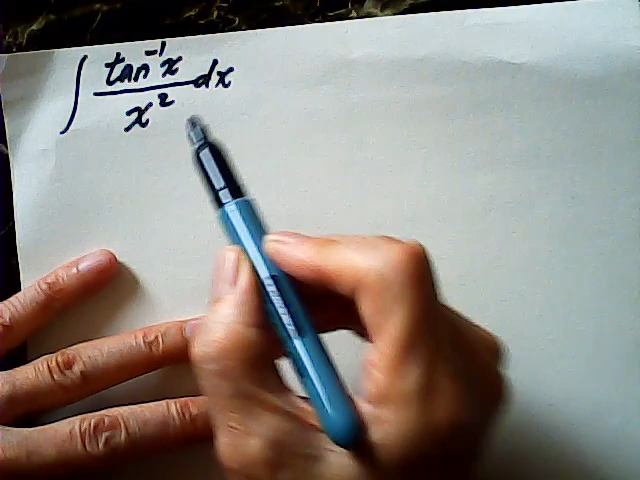 ∫ tan⁻¹x / x² dx